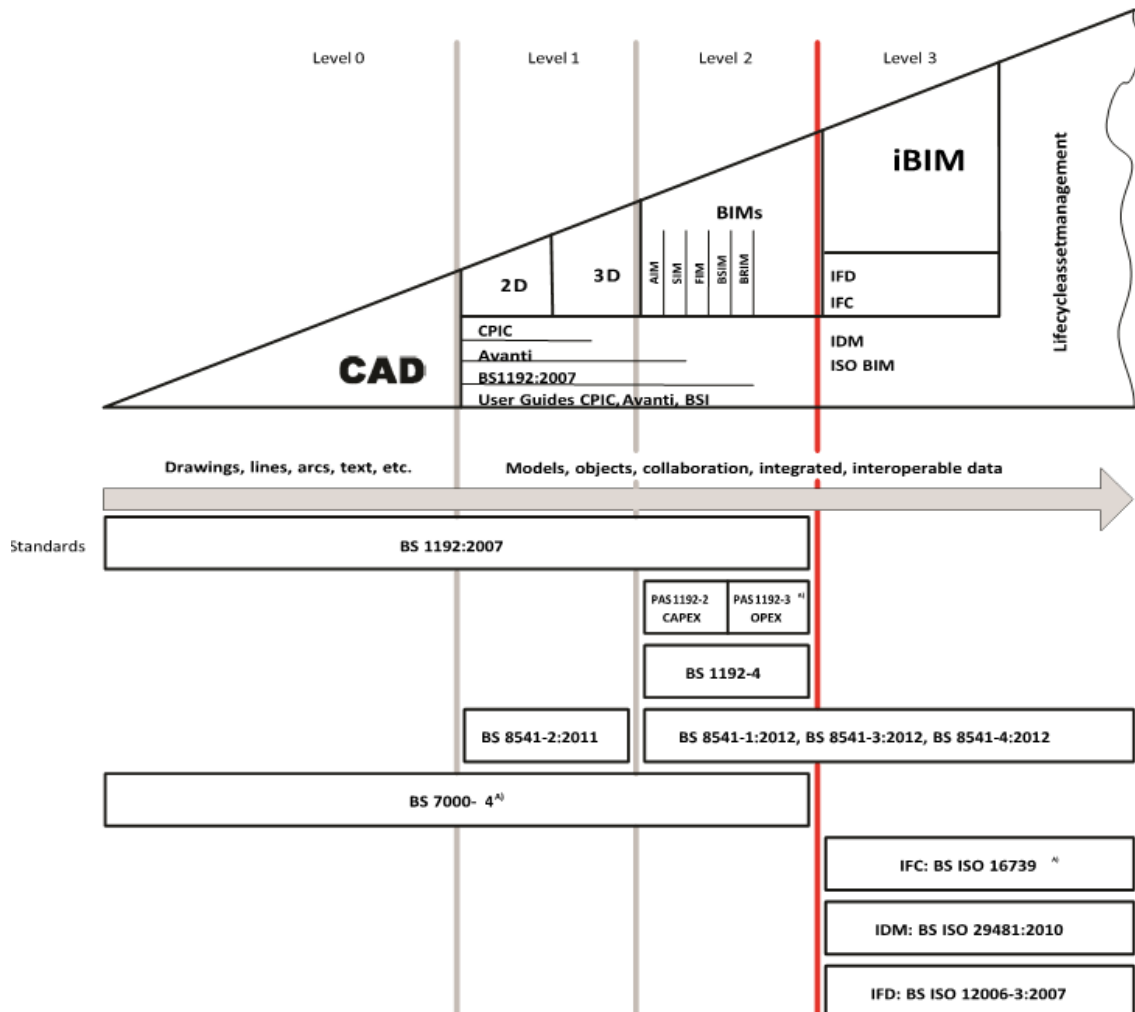 Level 0
Level 1
Level 2
Level 3
iBIM
Lifecycleassetmanagement
BIMs
2D
3D
AIM
SIM
FIM
BSIM
BRIM
IFD
IFC
CPIC
Avanti
BS1192:2007
User Guides CPIC, Avanti, BSI
CAD
IDM
ISO BIM
Drawings, lines, arcs, text, etc.
Models, objects, collaboration, integrated, interoperable data
Standards
BS 1192:2007
PAS1192-2
CAPEX
PAS1192-3 A)
OPEX
BS 1192-4
BS 8541-2:2011
BS 8541-1:2012, BS 8541-3:2012, BS 8541-4:2012
BS 7000- 4 A)
IFC: BS ISO 16739 A)
IDM: BS ISO 29481:2010
IFD: BS ISO 12006-3:2007